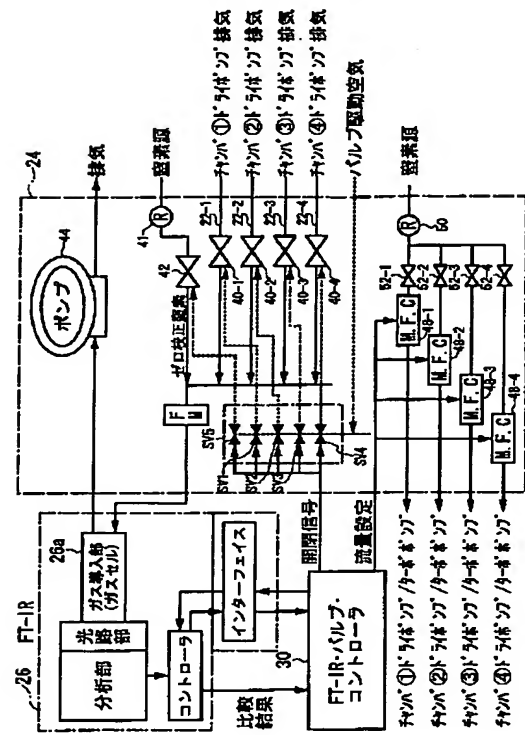 24
44
ポンプ
排気
41
R
窒素源
42
ゼロ校正窒素
F M
22-1
チャンバ①ドライポンプ排気
22-2
チャンバ②ドライポンプ排気
22-3
チャンバ③ドライポンプ排気
22-4
チャンバ④ドライポンプ排気
40-1
40-2
40-3
40-4
バルブ駆動空気
SV5
SV1
SV2
SV3
SV4
26
FT-IR
26a
ガス導入部
(ガスセル)
光路部
分析部
コントローラ
インターフェイス
比較
結果
30
FT-IR・バルブ・
コントローラ
開閉信号
流量設定
50
R
窒素源
52-1
52-2
52-3
52-4
M.F.C
48-1
M.F.C
48-2
M.F.C
48-3
M.F.C
48-4
チャンバ①ドライポンプ/ターボポンプ
チャンバ②ドライポンプ/ターボポンプ
チャンバ③ドライポンプ/ターボポンプ
チャンバ④ドライポンプ/ターボポンプ